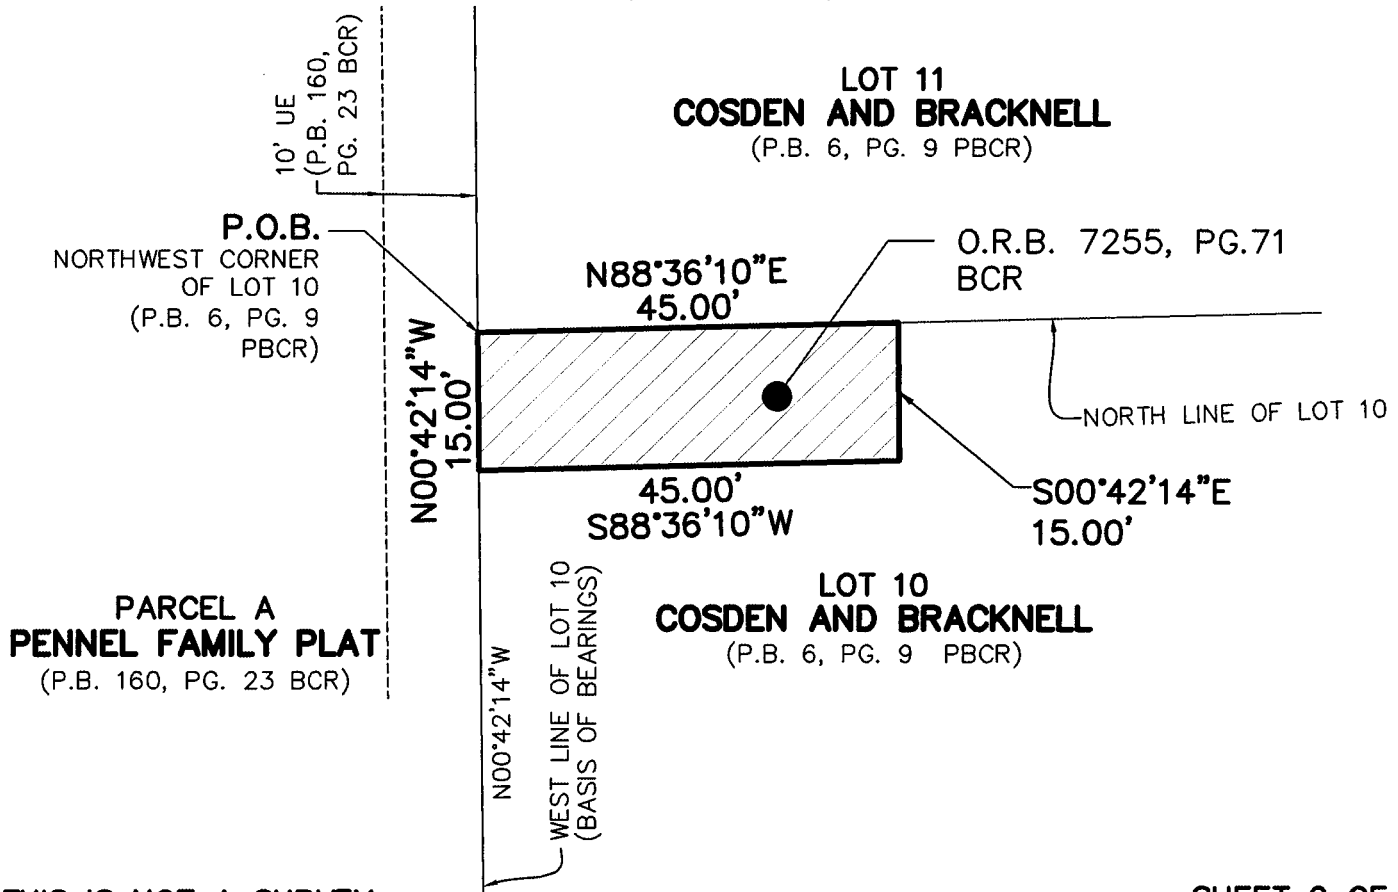 10' UE
(P.B. 160,
PG. 23 BCR)
LOT 11
COSDEN AND BRACKNELL
(P.B. 6, PG. 9 PBCR)
P.O.B.
NORTHWEST CORNER
OF LOT 10
(P.B. 6, PG. 9
PBCR)
N88°36'10"E
45.00'
O.R.B. 7255, PG.71
BCR
N00°42'14"W
15.00'
NORTH LINE OF LOT 10
45.00'
S88°36'10"W
S00°42'14"E
15.00'
PARCEL A
PENNEL FAMILY PLAT
(P.B. 160, PG. 23 BCR)
N00°42'14"W
WEST LINE OF LOT 10
(BASIS OF BEARINGS)
LOT 10
COSDEN AND BRACKNELL
(P.B. 6, PG. 9 PBCR)